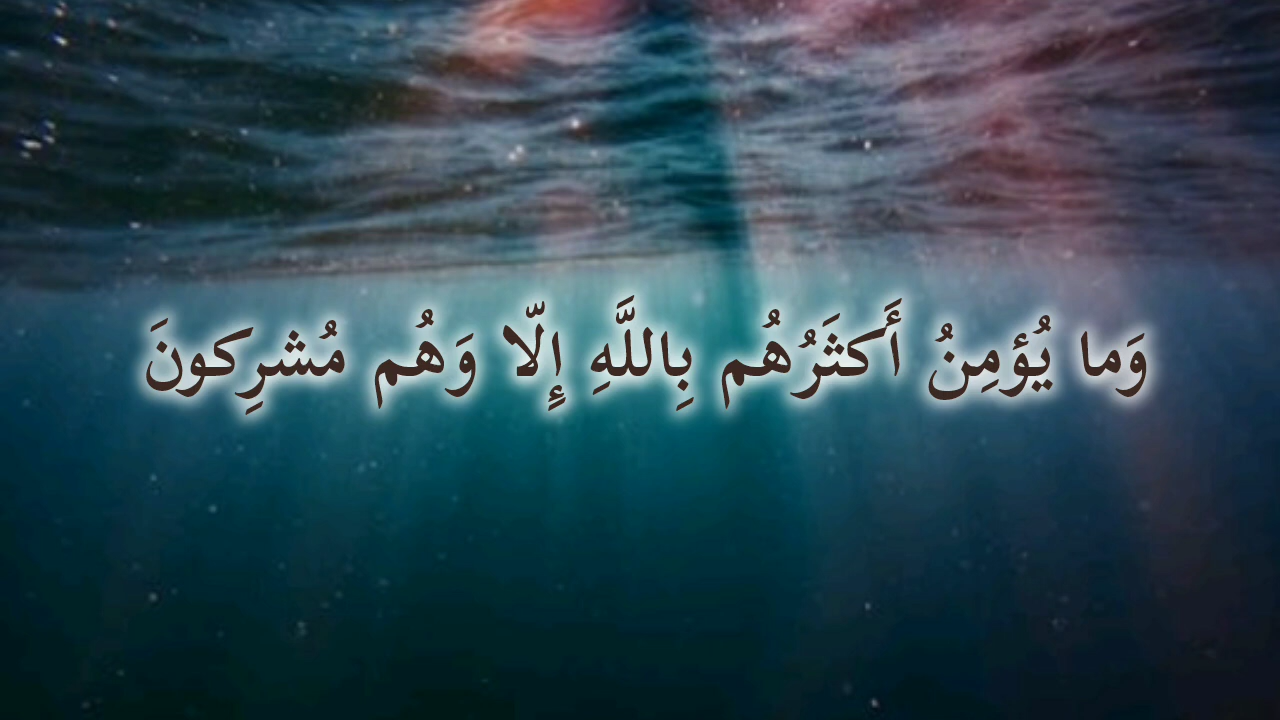 وَما يُؤمِنُ أَكثَرُهُم بِاللَّهِ إِلّا وَهُم مُشرِكونَ